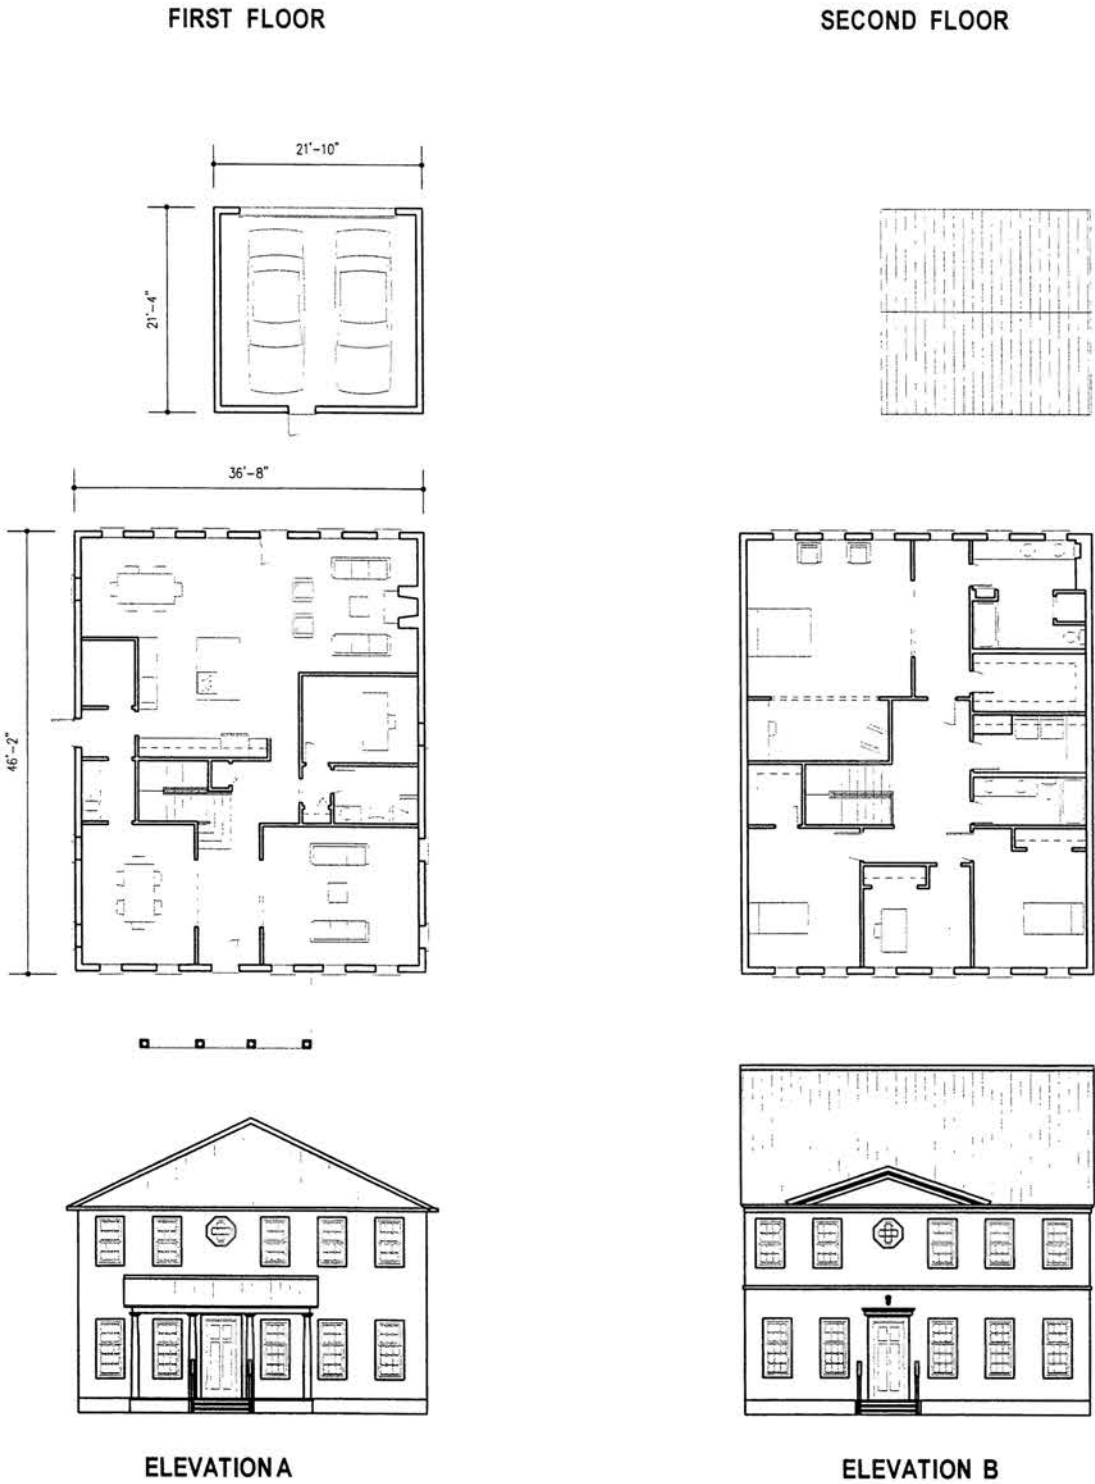 FIRST FLOOR
SECOND FLOOR
21'-10"
21'-4"
36'-8"
46'-2"
ELEVATION A
ELEVATION B